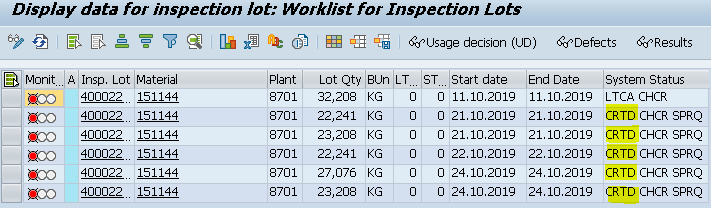 Display data for inspection lot: Worklist for Inspection Lots
Usage decision (UD) Defects Results
Monit... A Insp. Lot Material Plant Lot Qty BUn LT... ST... Start date End Date System Status
400022... 151144 8701 32,208 KG 0 0 11.10.2019 11.10.2019 LTCA CHCR
400022... 151144 8701 22,241 KG 0 0 21.10.2019 21.10.2019 CRTD CHCR SPRQ
400022... 151144 8701 23,208 KG 0 0 21.10.2019 21.10.2019 CRTD CHCR SPRQ
400022... 151144 8701 22,241 KG 0 0 22.10.2019 22.10.2019 CRTD CHCR SPRQ
400022... 151144 8701 27,076 KG 0 0 24.10.2019 24.10.2019 CRTD CHCR SPRQ
400022... 151144 8701 23,208 KG 0 0 24.10.2019 24.10.2019 CRTD CHCR SPRQ